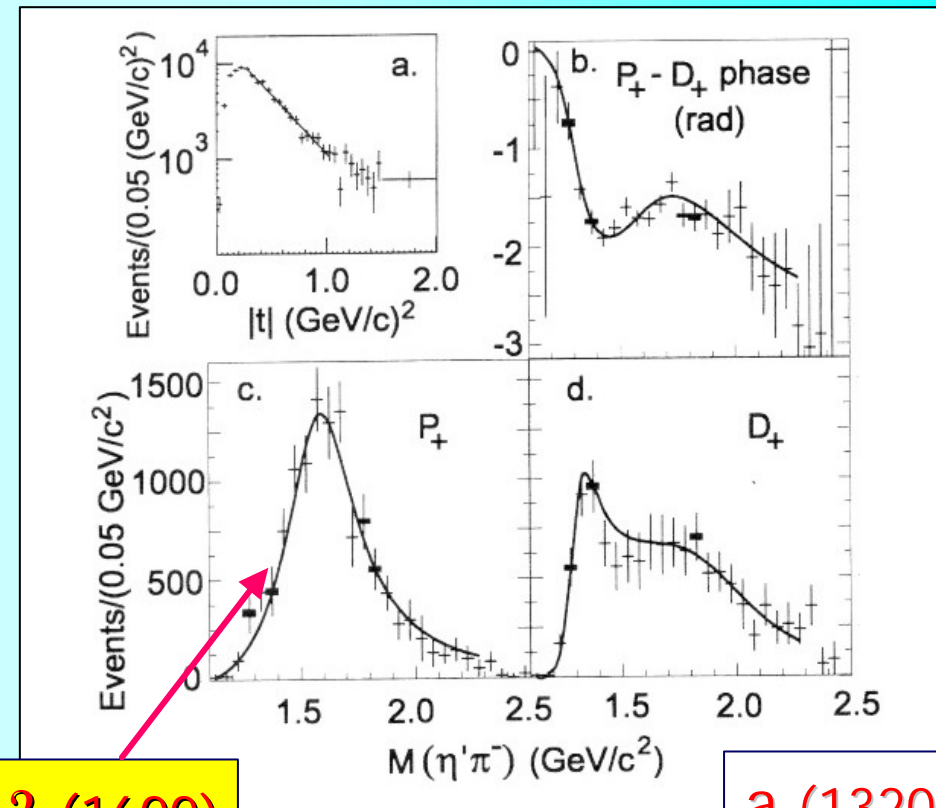 Events/(0.05 (GeV/c)²)
a.
10⁴
10³
0.0 1.0 2.0
|t| (GeV/c)²
b. P₊ - D₊ phase
(rad)
0
-1
-2
-3
Events/(0.05 GeV/c²)
c.
P₊
1500
1000
500
0
d.
D₊
1.5 2.0 2.5 1.5 2.0 2.5
M (η'π⁻) (GeV/c²)
? (1600)
a (1320